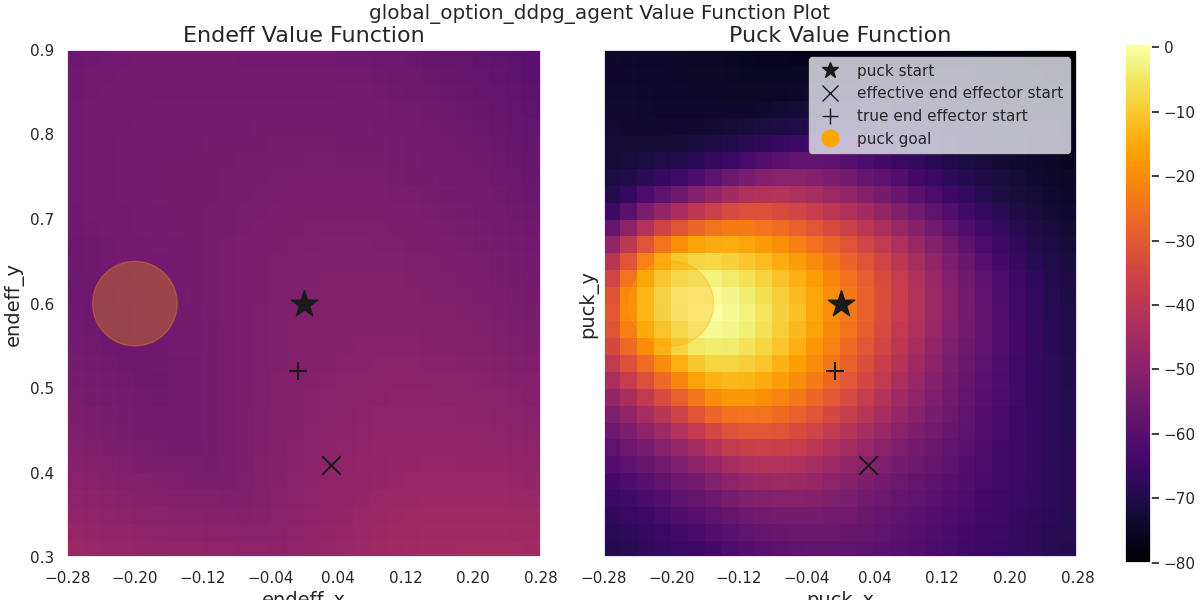 global_option_ddpg_agent Value Function Plot
Endeff Value Function
Puck Value Function
0.9
0.8
0.7
0.6
0.5
0.4
0.3
endeff_y
−0.28 −0.20 −0.12 −0.04 0.04 0.12 0.20 0.28
endeff_x
puck start
effective end effector start
true end effector start
puck goal
puck_y
−0.28 −0.20 −0.12 −0.04 0.04 0.12 0.20 0.28
puck_x
0
−10
−20
−30
−40
−50
−60
−70
−80